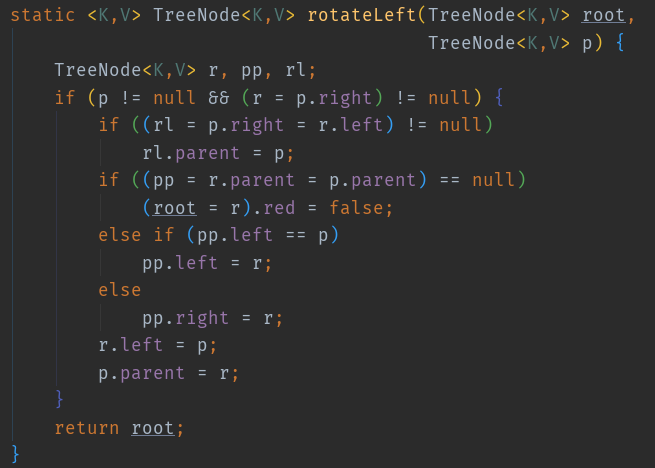 static <K,V> TreeNode<K,V> rotateLeft(TreeNode<K,V> root,
                                      TreeNode<K,V> p) {
    TreeNode<K,V> r, pp, rl;
    if (p != null && (r = p.right) != null) {
        if ((rl = p.right = r.left) != null)
            rl.parent = p;
        if ((pp = r.parent = p.parent) == null)
            (root = r).red = false;
        else if (pp.left == p)
            pp.left = r;
        else
            pp.right = r;
        r.left = p;
        p.parent = r;
    }
    return root;
}